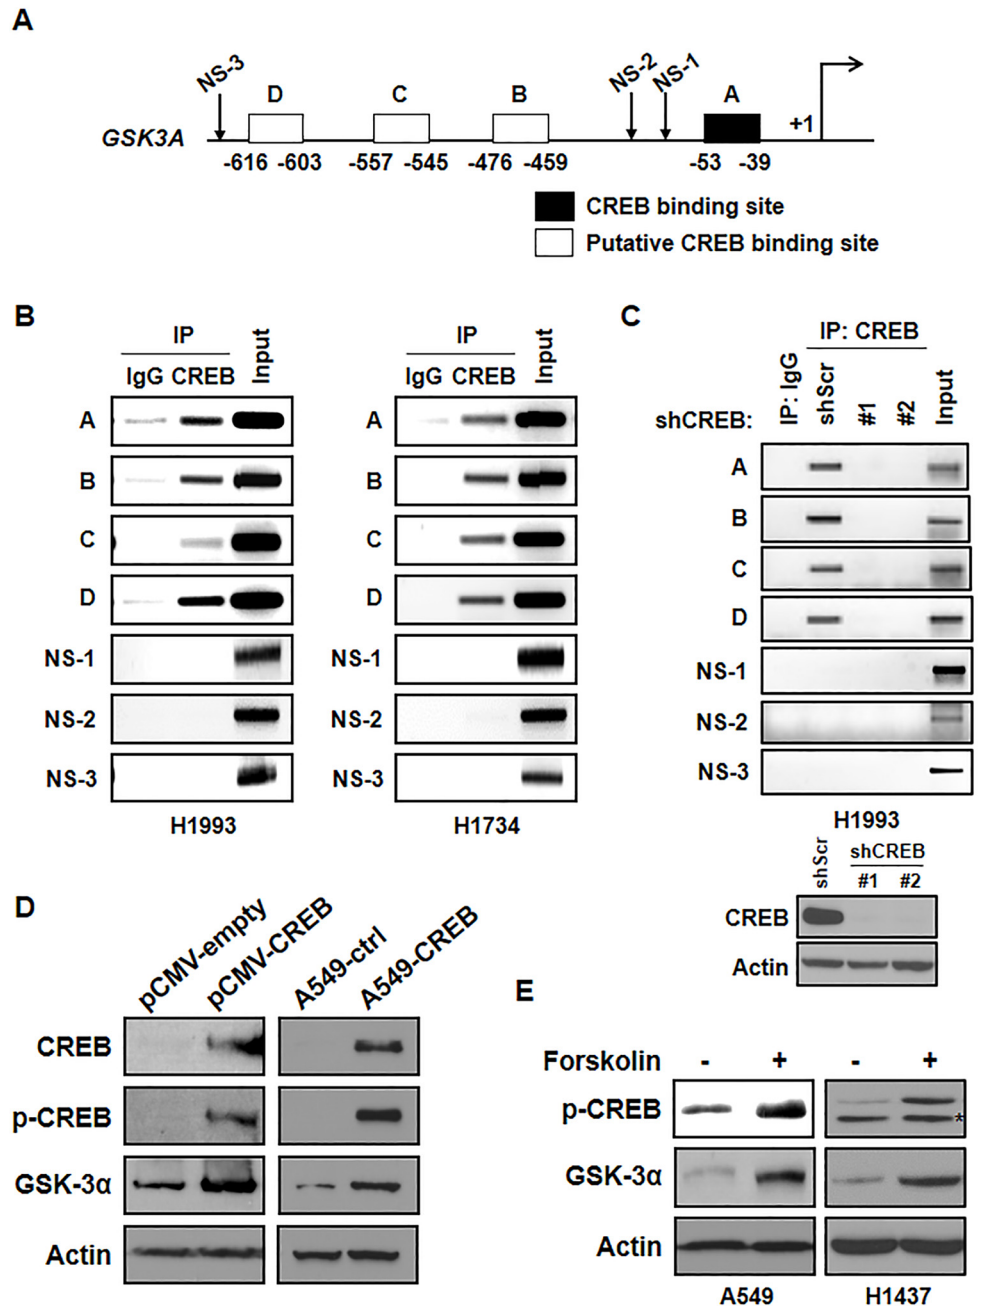 A
NS-3 D C B NS-2 NS-1 A
GSK3A +1
-616 -603 -557 -545 -476 -459 -53 -39
CREB binding site
Putative CREB binding site
B
IP Input
IgG CREB
A
B
C
D
NS-1
NS-2
NS-3
H1993
IP Input
IgG CREB
A
B
C
D
NS-1
NS-2
NS-3
H1734
C
IP: CREB
shCREB: IP: IgG shScr #1 #2 Input
A
B
C
D
NS-1
NS-2
NS-3
H1993
shScr shCREB
#1 #2
CREB
Actin
D
pCMV-empty pCMV-CREB A549-ctrl A549-CREB
CREB
p-CREB
GSK-3α
Actin
E
Forskolin - + - +
p-CREB *
GSK-3α
Actin
A549 H1437